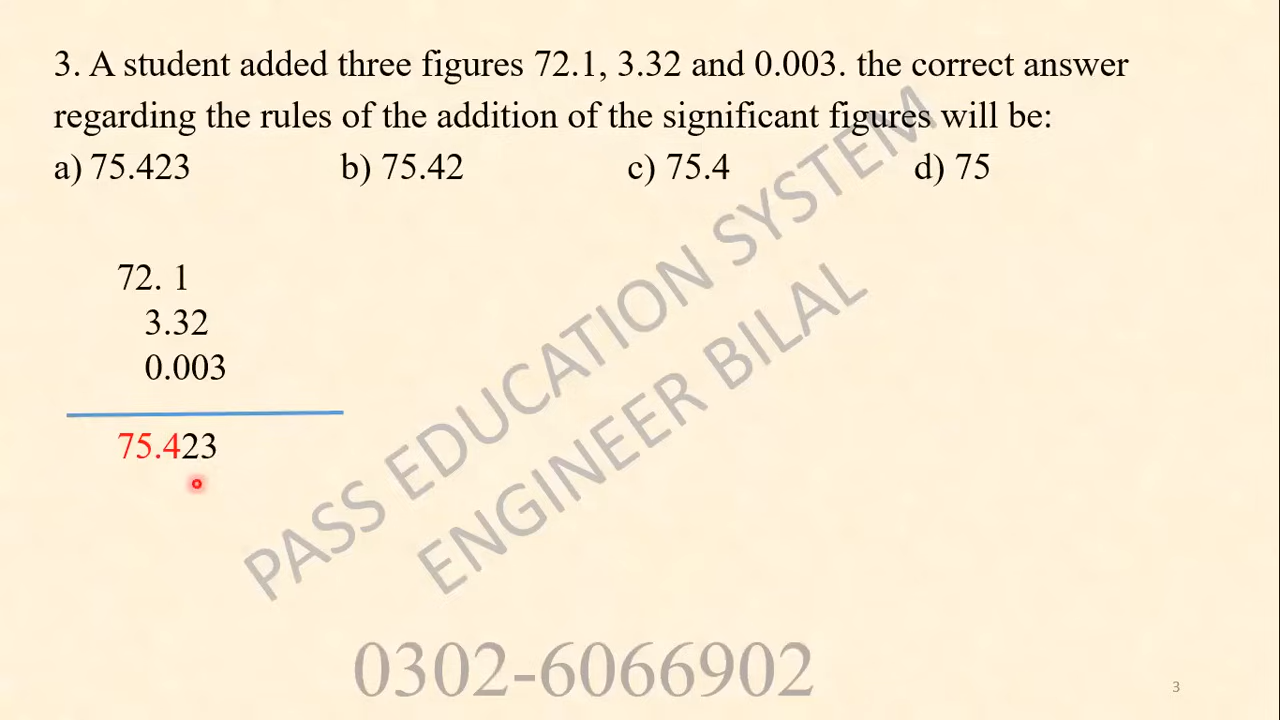 3. A student added three figures 72.1, 3.32 and 0.003. the correct answer
regarding the rules of the addition of the significant figures will be:
a) 75.423 b) 75.42 c) 75.4 d) 75
72. 1
3.32
0.003
75.423
PASS EDUCATION SYSTEM
ENGINEER BILAL
0302-6066902
3